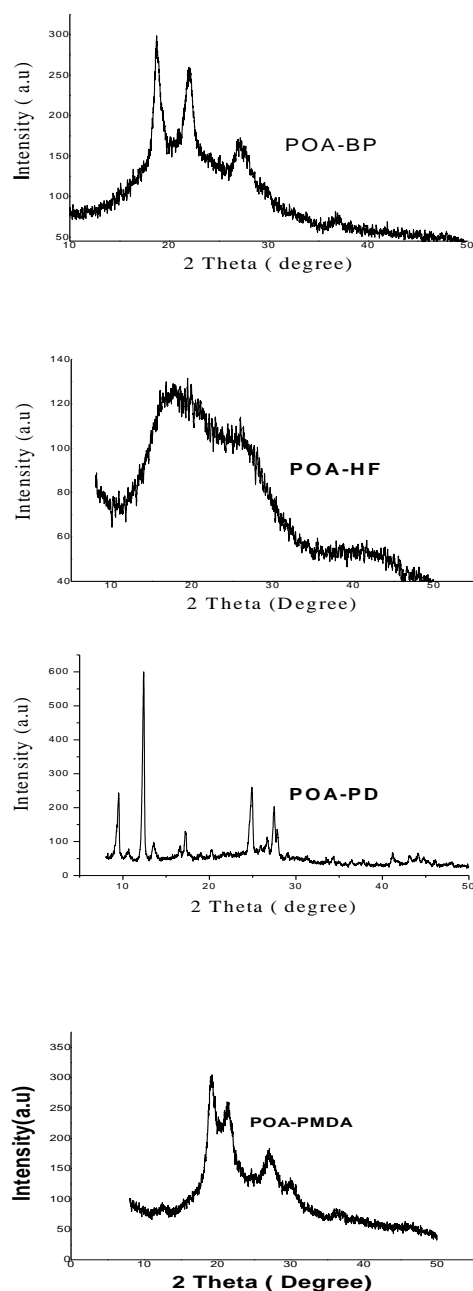 300
250
200
150
100
50
10 20 30 40 50
Intensity ( a.u)
POA-BP
2 Theta ( degree)
140
120
100
80
60
40
10 20 30 40 50
Intensity (a.u)
POA-HF
2 Theta (Degree)
600
500
400
300
200
100
0
10 20 30 40 50
Intensity (a.u)
POA-PD
2 Theta ( degree)
350
300
250
200
150
100
50
0
0 10 20 30 40 50
Intensity(a.u)
POA-PMDA
2 Theta ( Degree)